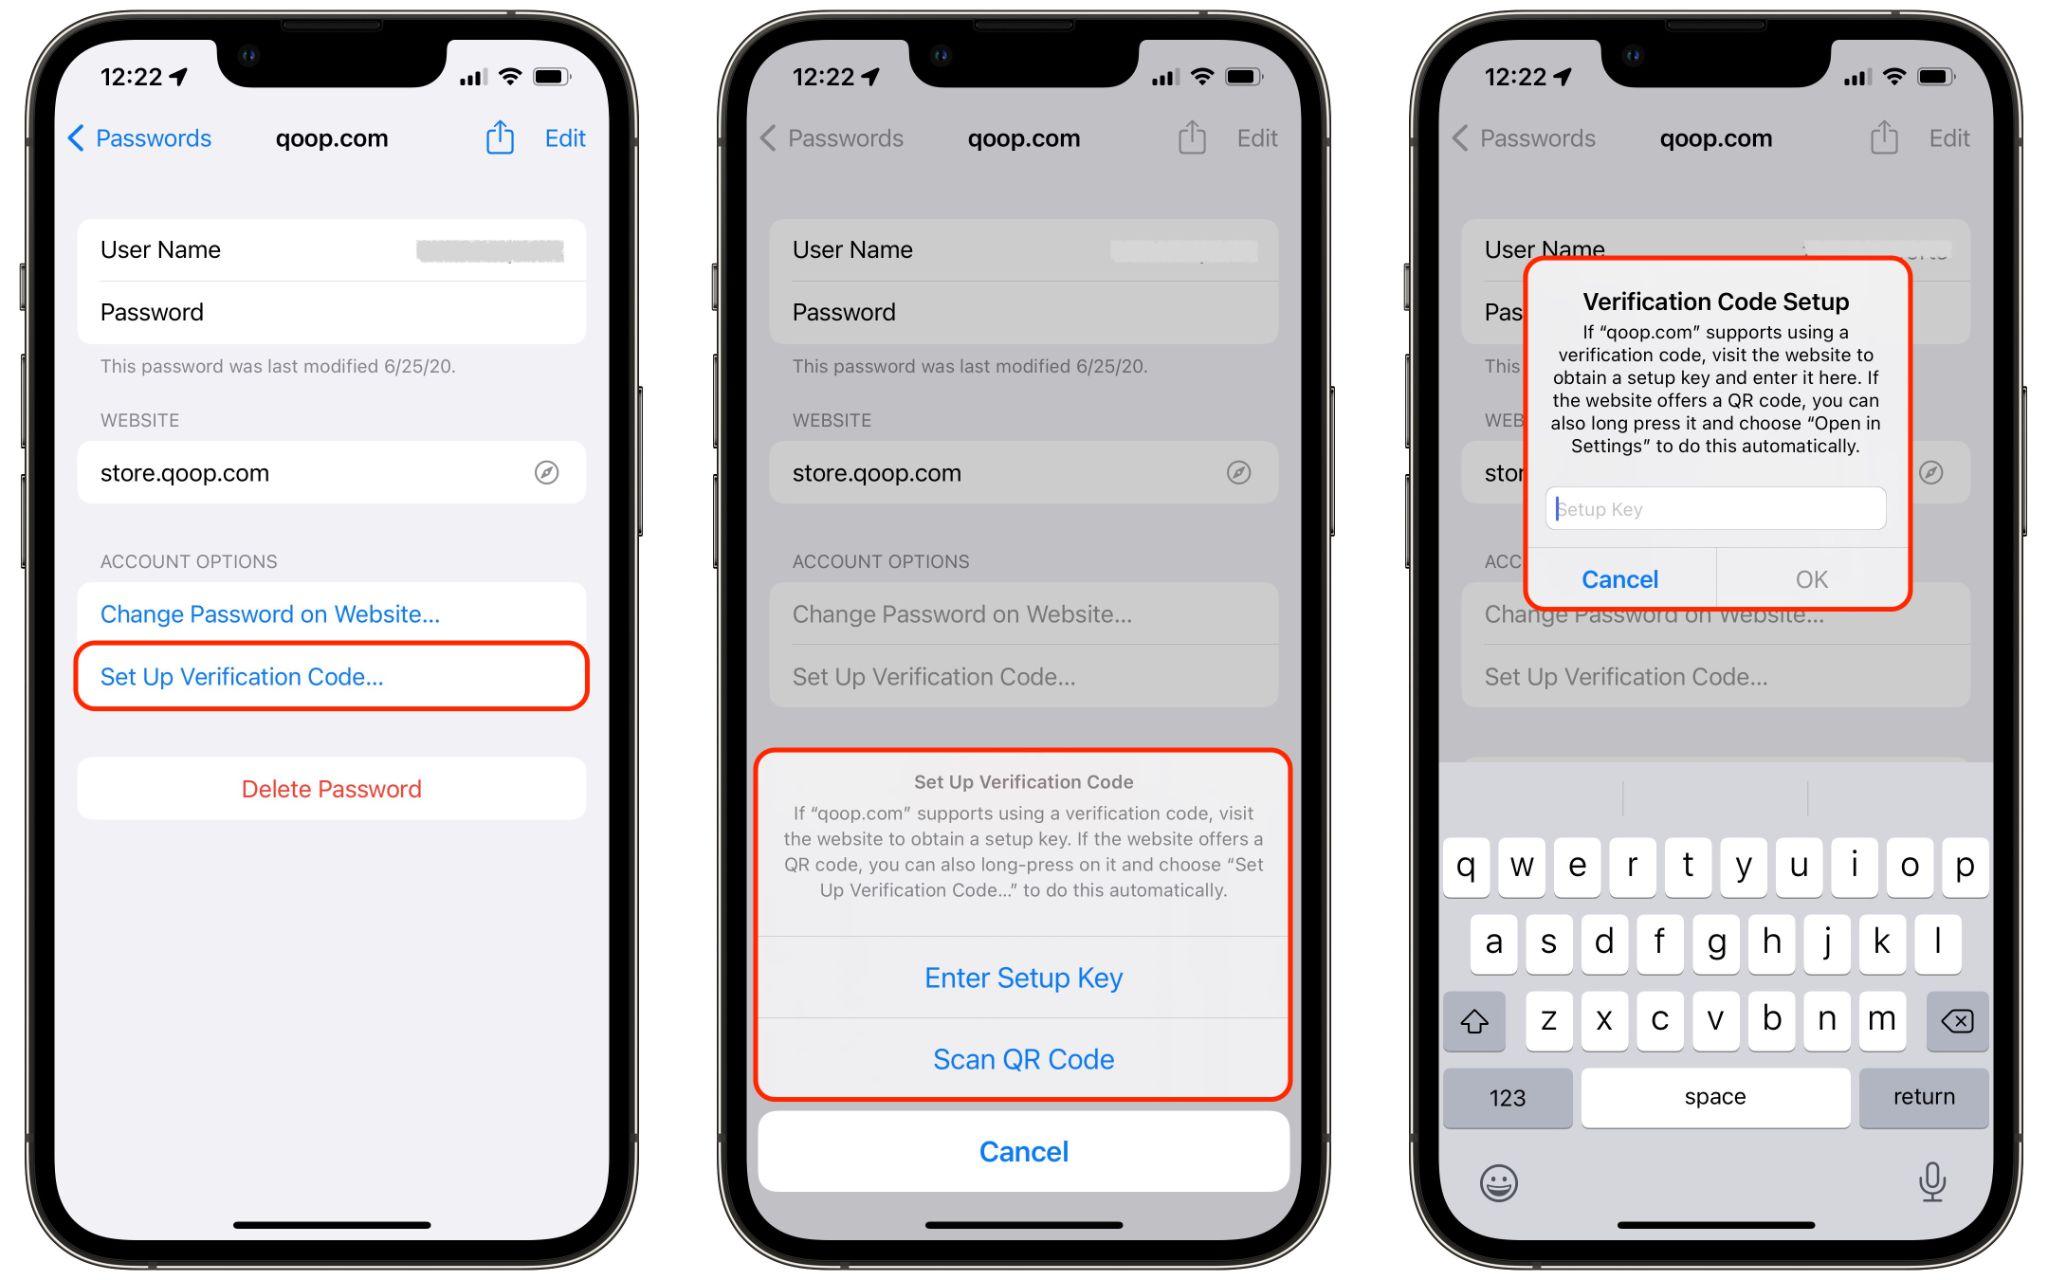 12:22
Passwords
qoop.com
Edit
User Name
Password
This password was last modified 6/25/20.
WEBSITE
store.qoop.com
ACCOUNT OPTIONS
Change Password on Website...
Set Up Verification Code...
Delete Password
12:22
Passwords
qoop.com
Edit
User Name
Password
This password was last modified 6/25/20.
WEBSITE
store.qoop.com
ACCOUNT OPTIONS
Change Password on Website...
Set Up Verification Code...
Set Up Verification Code
If “qoop.com” supports using a verification code, visit
the website to obtain a setup key. If the website offers a
QR code, you can also long-press on it and choose “Set
Up Verification Code...” to do this automatically.
Enter Setup Key
Scan QR Code
Cancel
12:22
Passwords
qoop.com
Edit
User Name
Pas
This
WEB
stor
ACC
Verification Code Setup
If “qoop.com” supports using a
verification code, visit the website to
obtain a setup key and enter it here. If
the website offers a QR code, you can
also long press it and choose “Open in
Settings” to do this automatically.
Setup Key
Cancel
OK
Change Password on Website...
Set Up Verification Code...
q w e r t y u i o p
a s d f g h j k l
z x c v b n m
123 space return